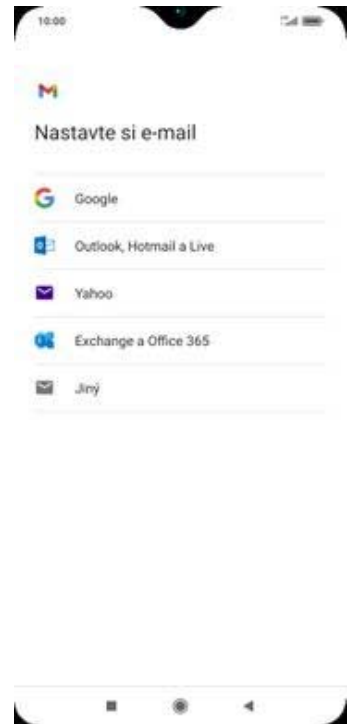 10:00
Nastavte si e-mail
Google
Outlook, Hotmail a Live
Yahoo
Exchange a Office 365
Jiný